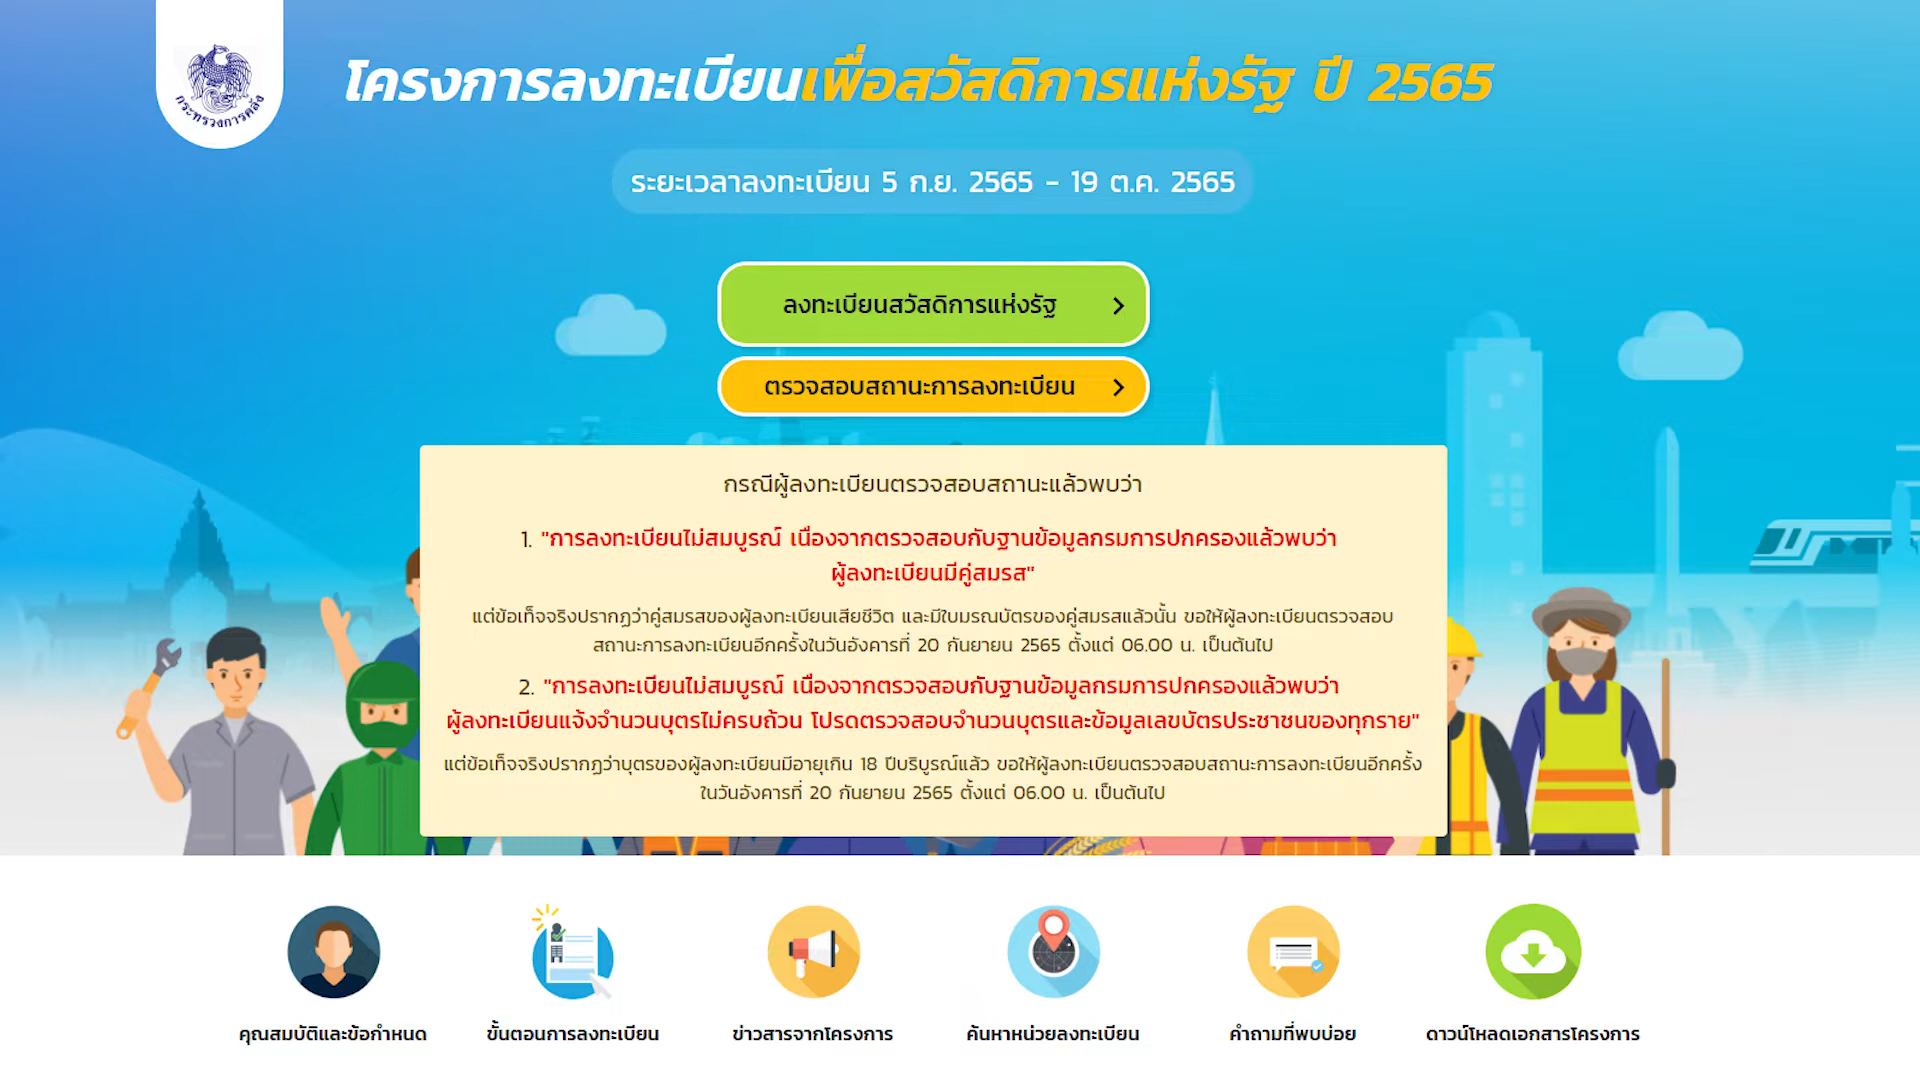 กระทรวงการคลัง
โครงการลงทะเบียนเพื่อสวัสดิการแห่งรัฐ ปี 2565
ระยะเวลาลงทะเบียน 5 ก.ย. 2565 - 19 ต.ค. 2565
ลงทะเบียนสวัสดิการแห่งรัฐ
ตรวจสอบสถานะการลงทะเบียน
กรณีผู้ลงทะเบียนตรวจสอบสถานะแล้วพบว่า
1. "การลงทะเบียนไม่สมบูรณ์ เนื่องจากตรวจสอบกับฐานข้อมูลกรมการปกครองแล้วพบว่า
ผู้ลงทะเบียนมีคู่สมรส"
แต่ข้อเท็จจริงปรากฏว่าคู่สมรสของผู้ลงทะเบียนเสียชีวิต และมีใบมรณบัตรของคู่สมรสแล้วนั้น ขอให้ผู้ลงทะเบียนตรวจสอบ
สถานะการลงทะเบียนอีกครั้งในวันอังคารที่ 20 กันยายน 2565 ตั้งแต่ 06.00 น. เป็นต้นไป
2. "การลงทะเบียนไม่สมบูรณ์ เนื่องจากตรวจสอบกับฐานข้อมูลกรมการปกครองแล้วพบว่า
ผู้ลงทะเบียนแจ้งจำนวนบุตรไม่ครบถ้วน โปรดตรวจสอบจำนวนบุตรและข้อมูลเลขบัตรประชาชนของทุกราย"
แต่ข้อเท็จจริงปรากฏว่าบุตรของผู้ลงทะเบียนมีอายุเกิน 18 ปีบริบูรณ์แล้ว ขอให้ผู้ลงทะเบียนตรวจสอบสถานะการลงทะเบียนอีกครั้ง
ในวันอังคารที่ 20 กันยายน 2565 ตั้งแต่ 06.00 น. เป็นต้นไป
คุณสมบัติและข้อกำหนด
ขั้นตอนการลงทะเบียน
ข่าวสารจากโครงการ
ค้นหาหน่วยลงทะเบียน
คำถามที่พบบ่อย
ดาวน์โหลดเอกสารโครงการ